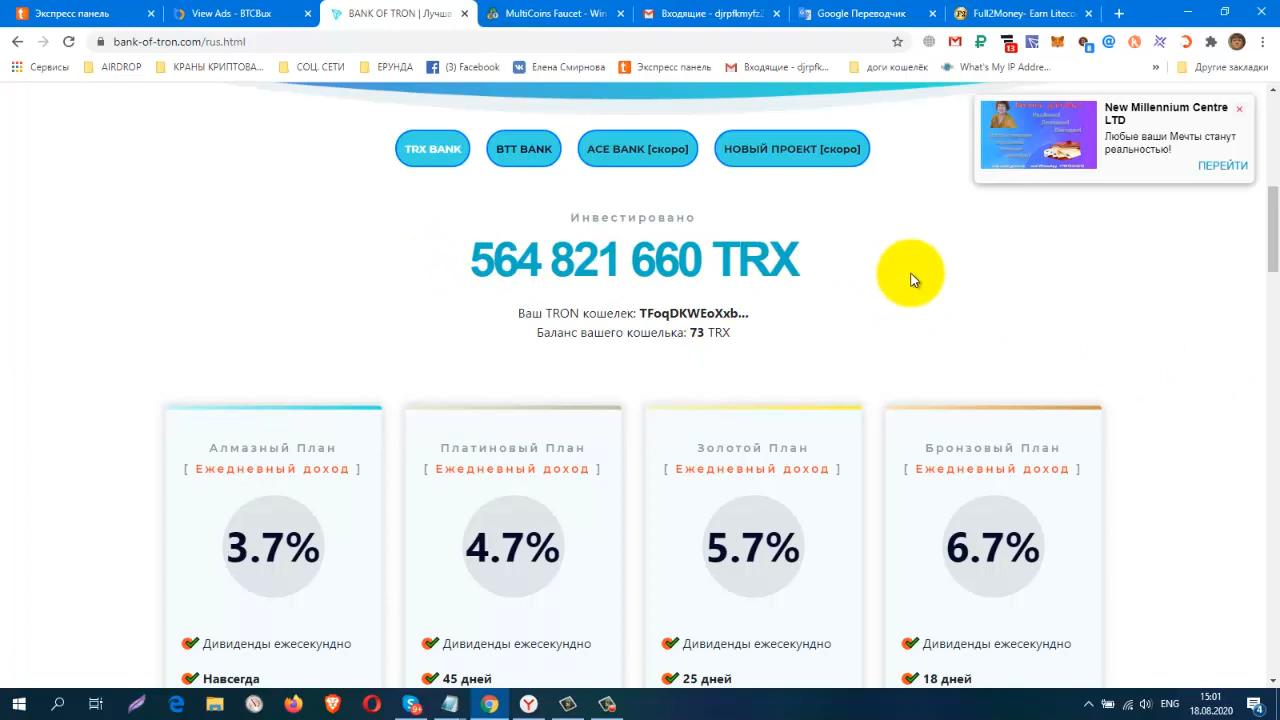 Экспресс панель
View Ads - BTCBux
BANK OF TRON | Лучша
MultiCoins Faucet - Win
Входящие - djrpfkmyfz
Google Переводчик
Full2Money- Earn Liteco
bank-of-tron.com/rus.html
13
8
Сервисы
AIRDROP
КРАНЫ КРИПТОВА...
СОЦ. СЕТИ
ЕРУНДА
(3) Facebook
Елена Смирнова
Экспресс панель
Входящие - djrpfk...
доги кошелёк
What's My IP Addre...
»
Другие закладки
New Millennium Centre
LTD
Любые ваши Мечты станут
реальностью!
ПЕРЕЙТИ
TRX BANK
BTT BANK
ACE BANK [скоро]
НОВЫЙ ПРОЕКТ [скоро]
Инвестировано
564 821 660 TRX
Ваш TRON кошелек: TFoqDKWEoXxb...
Баланс вашего кошелька: 73 TRX
Алмазный План
[ Ежедневный доход ]
3.7%
Дивиденды ежесекундно
Навсегда
Платиновый План
[ Ежедневный доход ]
4.7%
Дивиденды ежесекундно
45 дней
Золотой План
[ Ежедневный доход ]
5.7%
Дивиденды ежесекундно
25 дней
Бронзовый План
[ Ежедневный доход ]
6.7%
Дивиденды ежесекундно
18 дней
ENG
15:01
18.08.2020
4